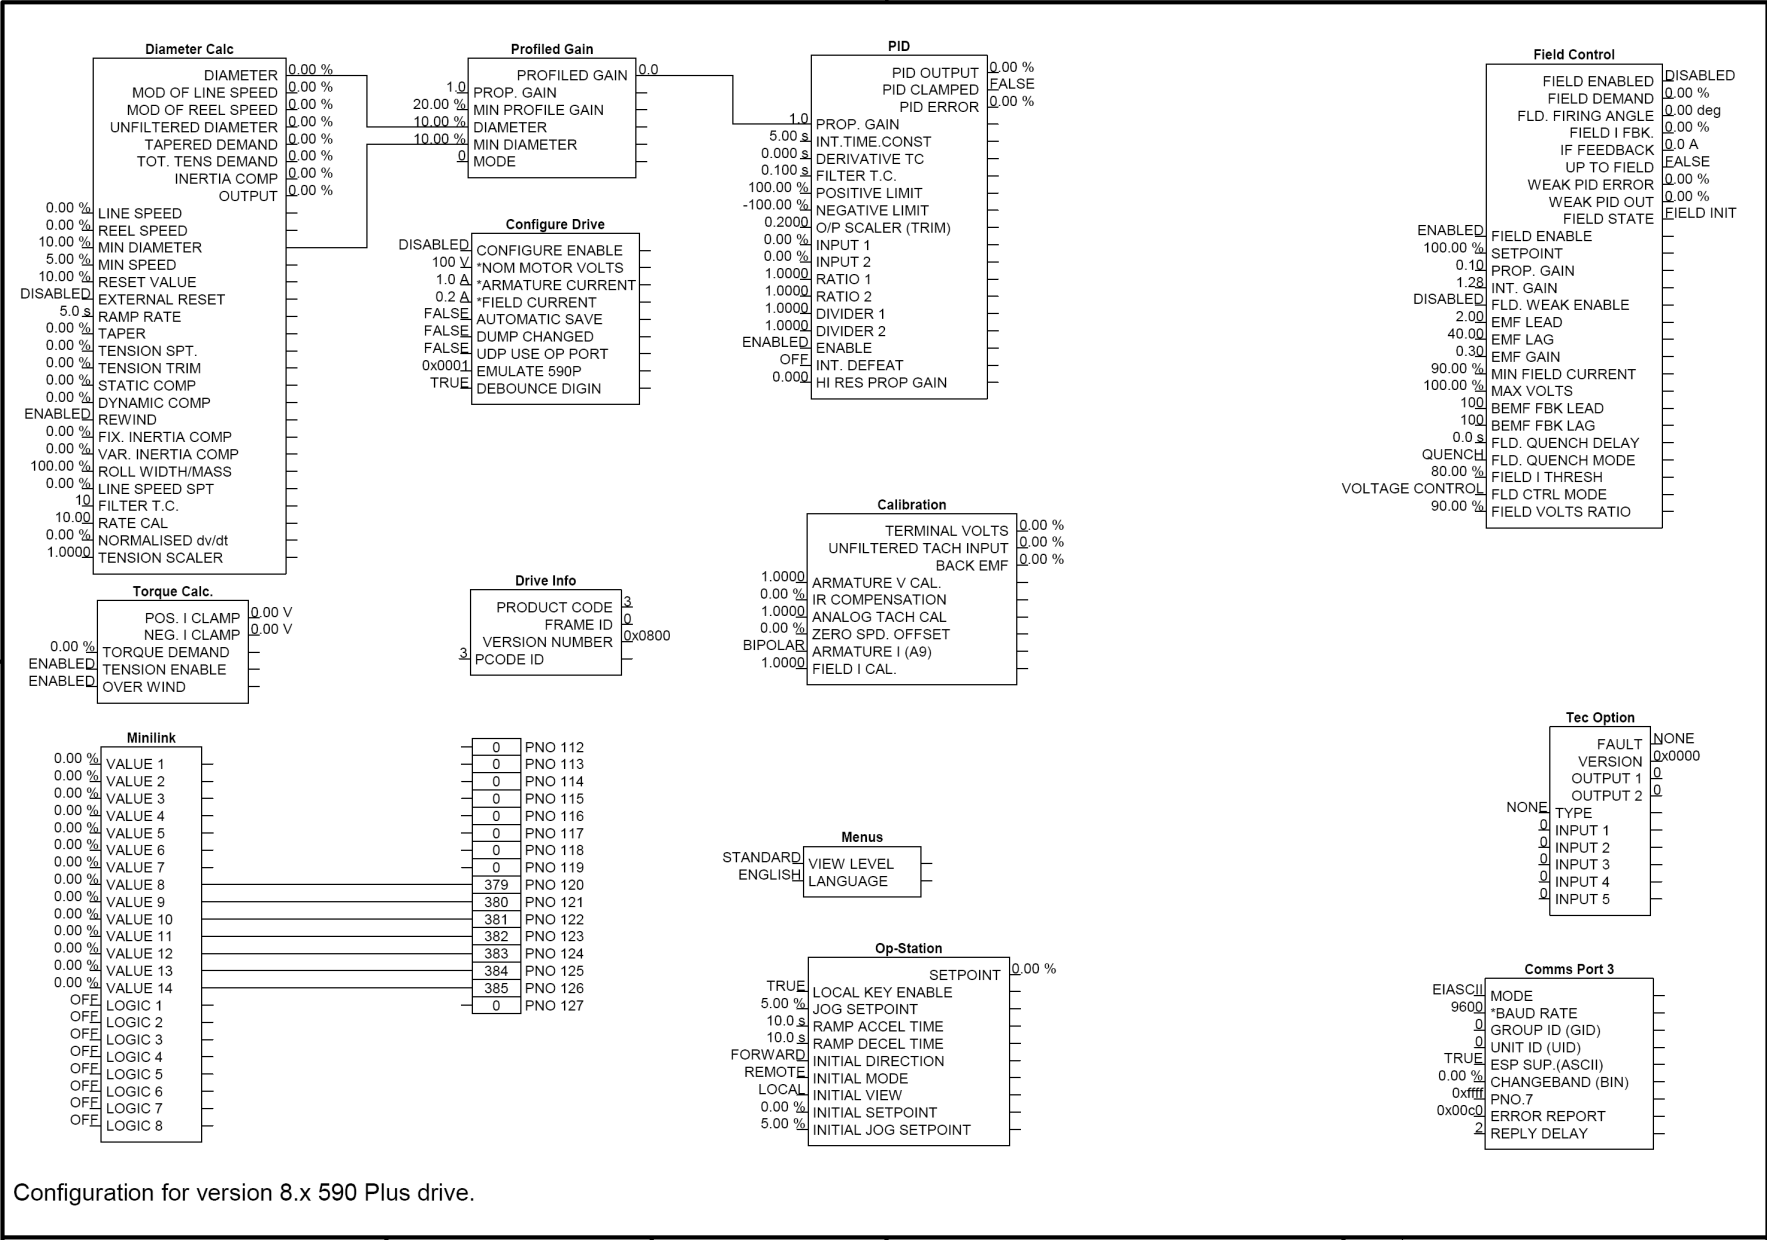 Diameter Calc
DIAMETER 0.00 %
MOD OF LINE SPEED 0.00 %
MOD OF REEL SPEED 0.00 %
UNFILTERED DIAMETER 0.00 %
TAPERED DEMAND 0.00 %
TOT. TENS DEMAND 0.00 %
INERTIA COMP 0.00 %
OUTPUT 0.00 %
0.00 % LINE SPEED
0.00 % REEL SPEED
10.00 % MIN DIAMETER
5.00 % MIN SPEED
10.00 % RESET VALUE
DISABLED EXTERNAL RESET
5.0 s RAMP RATE
0.00 % TAPER
0.00 % TENSION SPT.
0.00 % TENSION TRIM
0.00 % STATIC COMP
0.00 % DYNAMIC COMP
ENABLED REWIND
0.00 % FIX. INERTIA COMP
0.00 % VAR. INERTIA COMP
100.00 % ROLL WIDTH/MASS
0.00 % LINE SPEED SPT
10 FILTER T.C.
10.00 RATE CAL
0.00 % NORMALISED dv/dt
1.0000 TENSION SCALER
Torque Calc.
POS. I CLAMP 0.00 V
NEG. I CLAMP 0.00 V
0.00 % TORQUE DEMAND
ENABLED TENSION ENABLE
ENABLED OVER WIND
Minilink
0.00 % VALUE 1
0.00 % VALUE 2
0.00 % VALUE 3
0.00 % VALUE 4
0.00 % VALUE 5
0.00 % VALUE 6
0.00 % VALUE 7
0.00 % VALUE 8
0.00 % VALUE 9
0.00 % VALUE 10
0.00 % VALUE 11
0.00 % VALUE 12
0.00 % VALUE 13
0.00 % VALUE 14
OFF LOGIC 1
OFF LOGIC 2
OFF LOGIC 3
OFF LOGIC 4
OFF LOGIC 5
OFF LOGIC 6
OFF LOGIC 7
OFF LOGIC 8
Profiled Gain
PROFILED GAIN 0.0
1.0 PROP. GAIN
20.00 % MIN PROFILE GAIN
10.00 % DIAMETER
10.00 % MIN DIAMETER
0 MODE
Configure Drive
DISABLED CONFIGURE ENABLE
100 V *NOM MOTOR VOLTS
1.0 A *ARMATURE CURRENT
0.2 A *FIELD CURRENT
FALSE AUTOMATIC SAVE
FALSE DUMP CHANGED
FALSE UDP USE OP PORT
0x0001 EMULATE 590P
TRUE DEBOUNCE DIGIN
Drive Info
PRODUCT CODE 3
FRAME ID 0
VERSION NUMBER 0x0800
3 PCODE ID
0 PNO 112
0 PNO 113
0 PNO 114
0 PNO 115
0 PNO 116
0 PNO 117
0 PNO 118
0 PNO 119
379 PNO 120
380 PNO 121
381 PNO 122
382 PNO 123
383 PNO 124
384 PNO 125
385 PNO 126
0 PNO 127
PID
PID OUTPUT 0.00 %
PID CLAMPED FALSE
PID ERROR 0.00 %
1.0 PROP. GAIN
5.00 s INT.TIME.CONST
0.000 s DERIVATIVE TC
0.100 s FILTER T.C.
100.00 % POSITIVE LIMIT
-100.00 % NEGATIVE LIMIT
0.2000 O/P SCALER (TRIM)
0.00 % INPUT 1
0.00 % INPUT 2
1.0000 RATIO 1
1.0000 RATIO 2
1.0000 DIVIDER 1
1.0000 DIVIDER 2
ENABLED ENABLE
OFF INT. DEFEAT
0.000 HI RES PROP GAIN
Calibration
TERMINAL VOLTS 0.00 %
UNFILTERED TACH INPUT 0.00 %
BACK EMF 0.00 %
1.0000 ARMATURE V CAL.
0.00 % IR COMPENSATION
1.0000 ANALOG TACH CAL
0.00 % ZERO SPD. OFFSET
BIPOLAR ARMATURE I (A9)
1.0000 FIELD I CAL.
Menus
STANDARD VIEW LEVEL
ENGLISH LANGUAGE
Op-Station
SETPOINT 0.00 %
TRUE LOCAL KEY ENABLE
5.00 % JOG SETPOINT
10.0 s RAMP ACCEL TIME
10.0 s RAMP DECEL TIME
FORWARD INITIAL DIRECTION
REMOTE INITIAL MODE
LOCAL INITIAL VIEW
0.00 % INITIAL SETPOINT
5.00 % INITIAL JOG SETPOINT
Field Control
FIELD ENABLED DISABLED
FIELD DEMAND 0.00 %
FLD. FIRING ANGLE 0.00 deg
FIELD I FBK. 0.00 %
IF FEEDBACK 0.0 A
UP TO FIELD FALSE
WEAK PID ERROR 0.00 %
WEAK PID OUT 0.00 %
FIELD STATE FIELD INIT
ENABLED FIELD ENABLE
100.00 % SETPOINT
0.10 PROP. GAIN
1.28 INT. GAIN
DISABLED FLD. WEAK ENABLE
2.00 EMF LEAD
40.00 EMF LAG
0.30 EMF GAIN
90.00 % MIN FIELD CURRENT
100.00 % MAX VOLTS
100 BEMF FBK LEAD
100 BEMF FBK LAG
0.0 s FLD. QUENCH DELAY
QUENCH FLD. QUENCH MODE
80.00 % FIELD I THRESH
VOLTAGE CONTROL FLD CTRL MODE
90.00 % FIELD VOLTS RATIO
Tec Option
FAULT NONE
VERSION 0x0000
OUTPUT 1 0
OUTPUT 2 0
NONE TYPE
0 INPUT 1
0 INPUT 2
0 INPUT 3
0 INPUT 4
0 INPUT 5
Comms Port 3
EIASCII MODE
9600 *BAUD RATE
0 GROUP ID (GID)
0 UNIT ID (UID)
TRUE ESP SUP.(ASCII)
0.00 % CHANGEBAND (BIN)
0xffff PNO.7
0x00c0 ERROR REPORT
2 REPLY DELAY
Configuration for version 8.x 590 Plus drive.